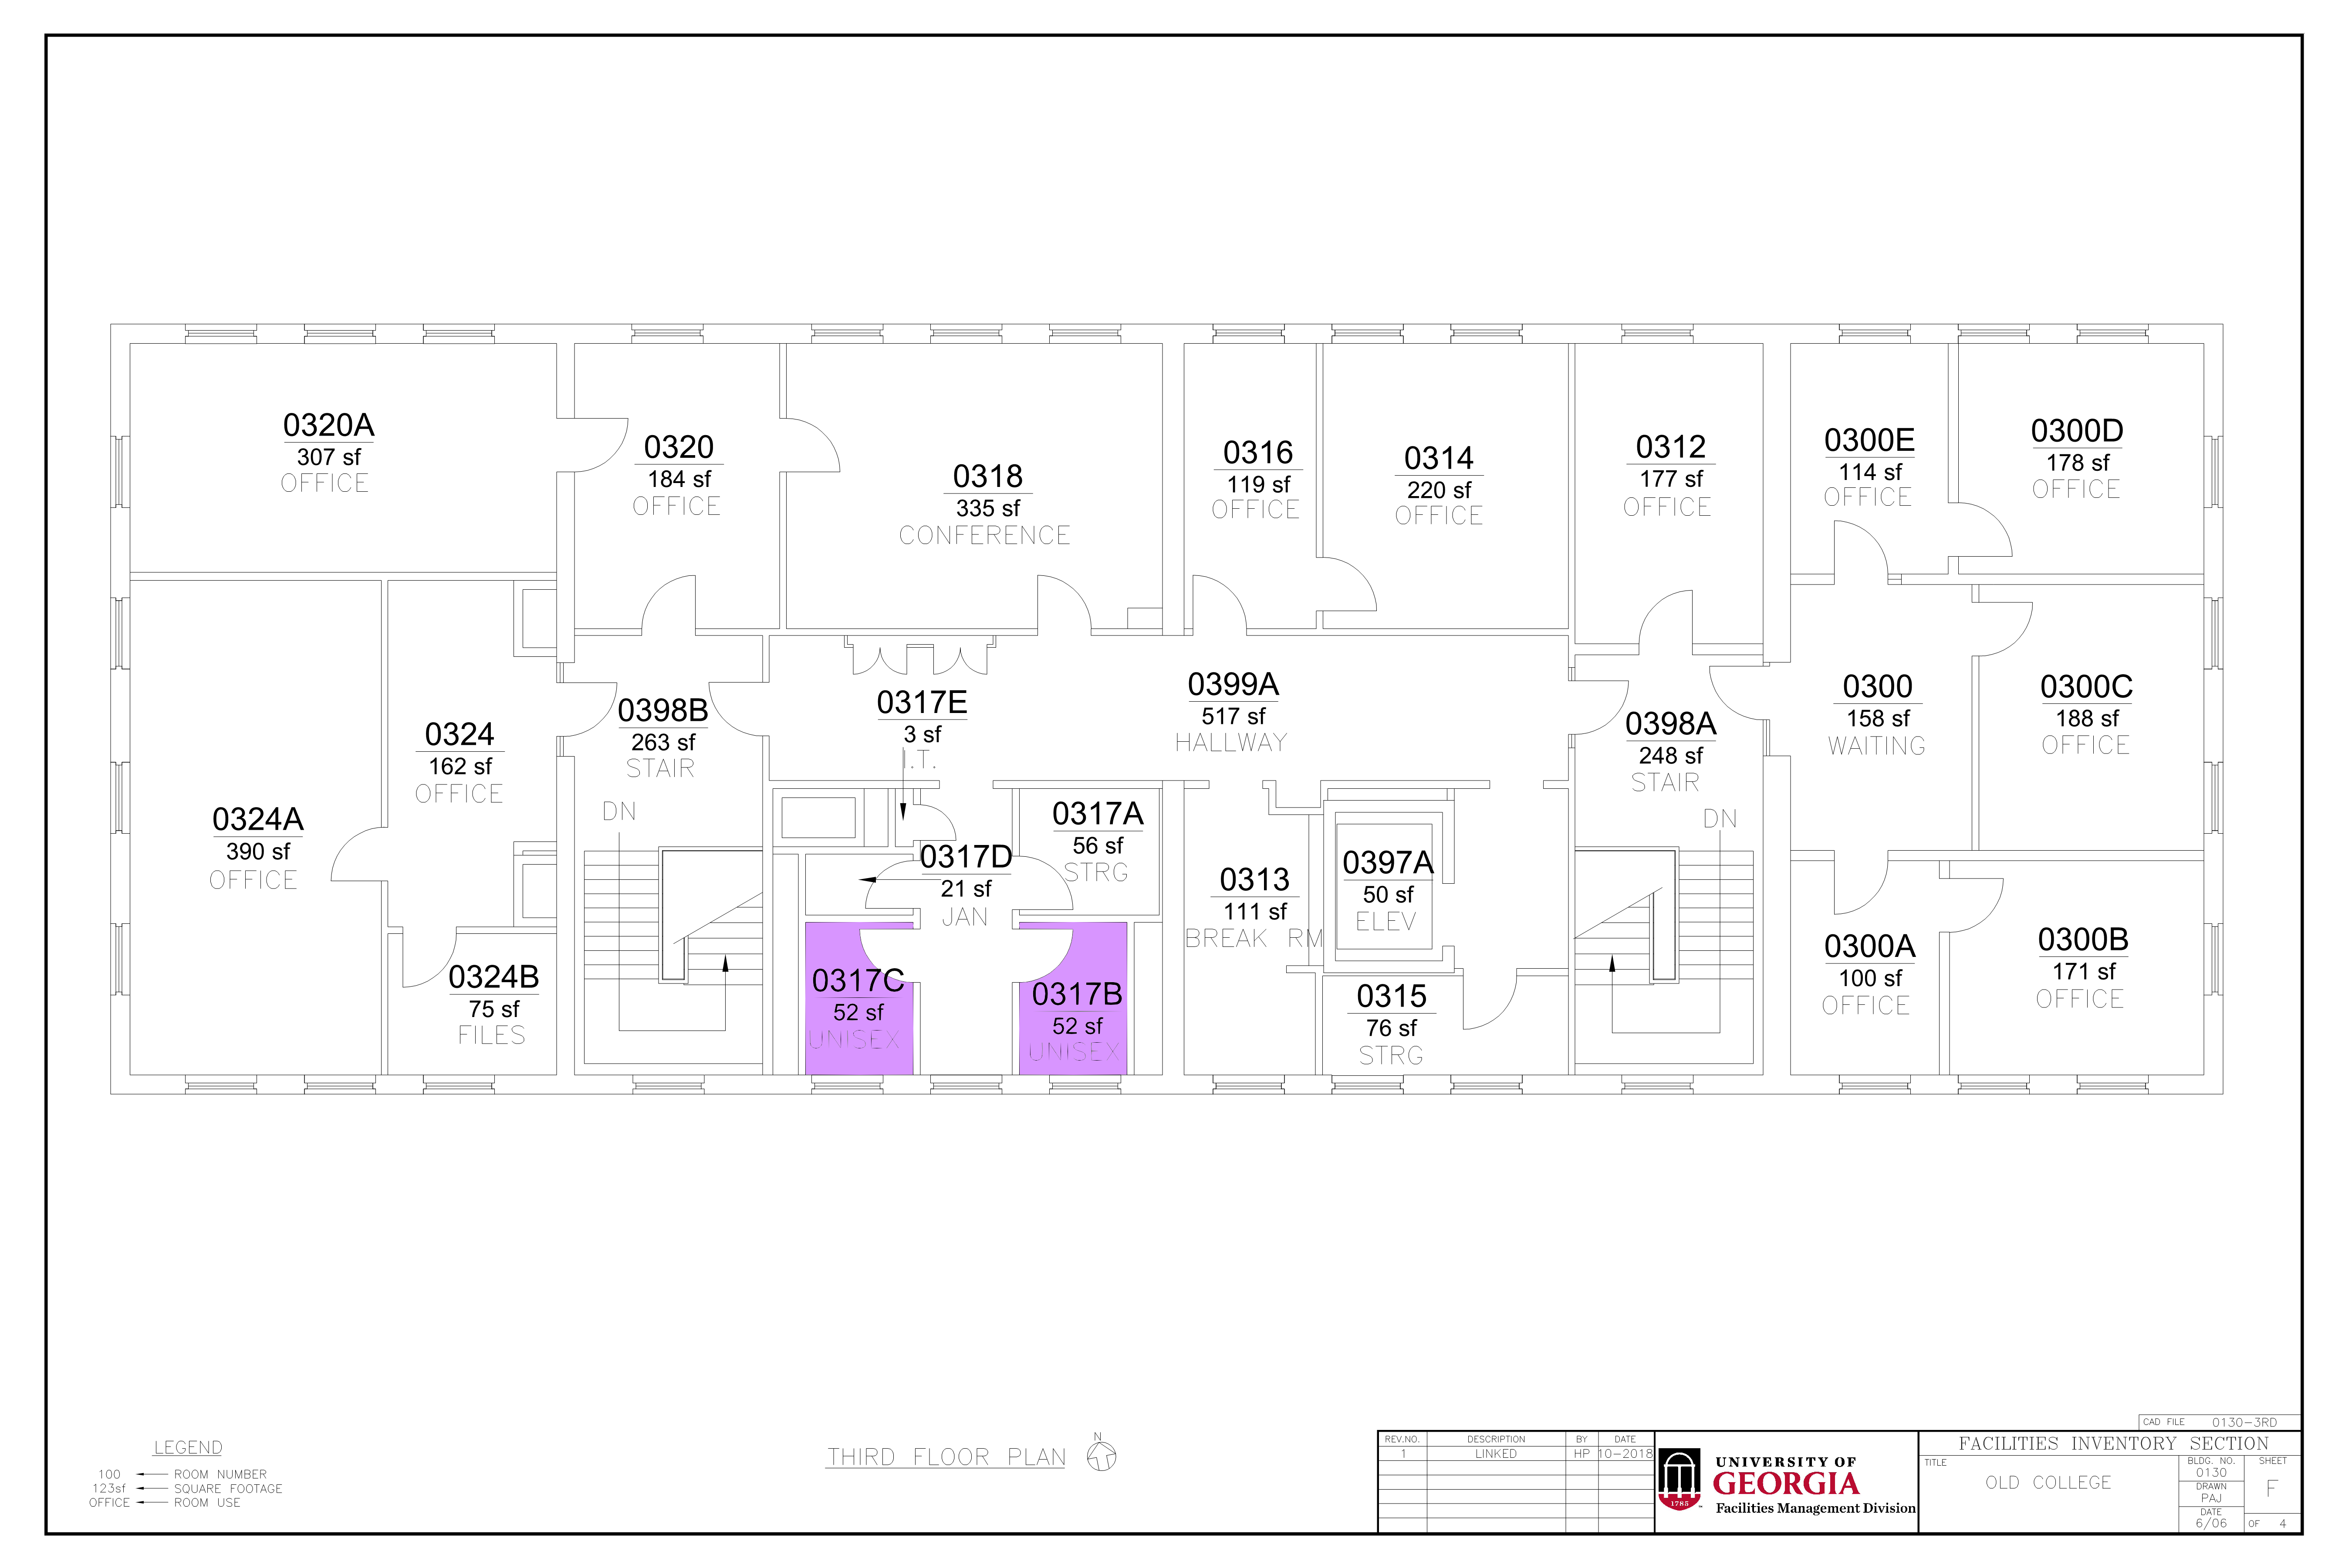 0320A
307 sf
OFFICE
0320
184 sf
OFFICE
0318
335 sf
CONFERENCE
0316
119 sf
OFFICE
0314
220 sf
OFFICE
0312
177 sf
OFFICE
0300E
114 sf
OFFICE
0300D
178 sf
OFFICE
0324A
390 sf
OFFICE
0324
162 sf
OFFICE
0324B
75 sf
FILES
0398B
263 sf
STAIR
DN
0317E
3 sf
I.T.
0399A
517 sf
HALLWAY
0317D
21 sf
JAN
0317A
56 sf
STRG
0317C
52 sf
UNISEX
0317B
52 sf
UNISEX
0313
111 sf
BREAK RM
0397A
50 sf
ELEV
0315
76 sf
STRG
0398A
248 sf
STAIR
DN
0300
158 sf
WAITING
0300C
188 sf
OFFICE
0300A
100 sf
OFFICE
0300B
171 sf
OFFICE
LEGEND
100 ROOM NUMBER
123sf SQUARE FOOTAGE
OFFICE ROOM USE
THIRD FLOOR PLAN
N
REV.NO. DESCRIPTION BY DATE
1 LINKED HP 10-2018
1785
UNIVERSITY OF
GEORGIA
Facilities Management Division
CAD FILE 0130-3RD
FACILITIES INVENTORY SECTION
TITLE
OLD COLLEGE
BLDG. NO.
0130
DRAWN
PAJ
DATE
6/06
SHEET
F
OF 4